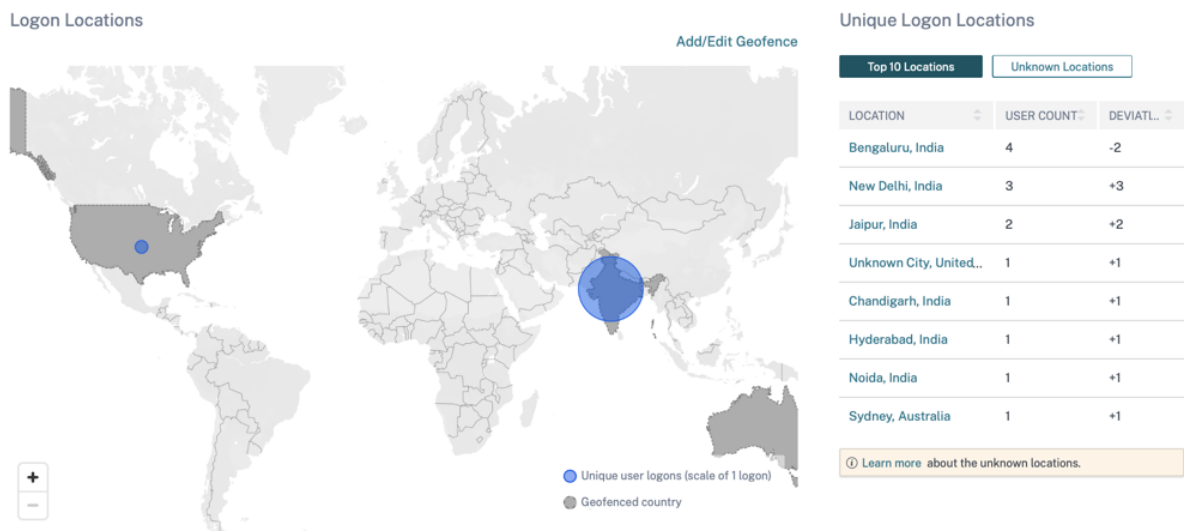 Logon Locations
Add/Edit Geofence
Unique user logons (scale of 1 logon)
Geofenced country
+
−
Unique Logon Locations
Top 10 Locations
Unknown Locations
LOCATION USER COUNT DEVIATI...
Bengaluru, India 4 -2
New Delhi, India 3 +3
Jaipur, India 2 +2
Unknown City, United... 1 +1
Chandigarh, India 1 +1
Hyderabad, India 1 +1
Noida, India 1 +1
Sydney, Australia 1 +1
Learn more about the unknown locations.